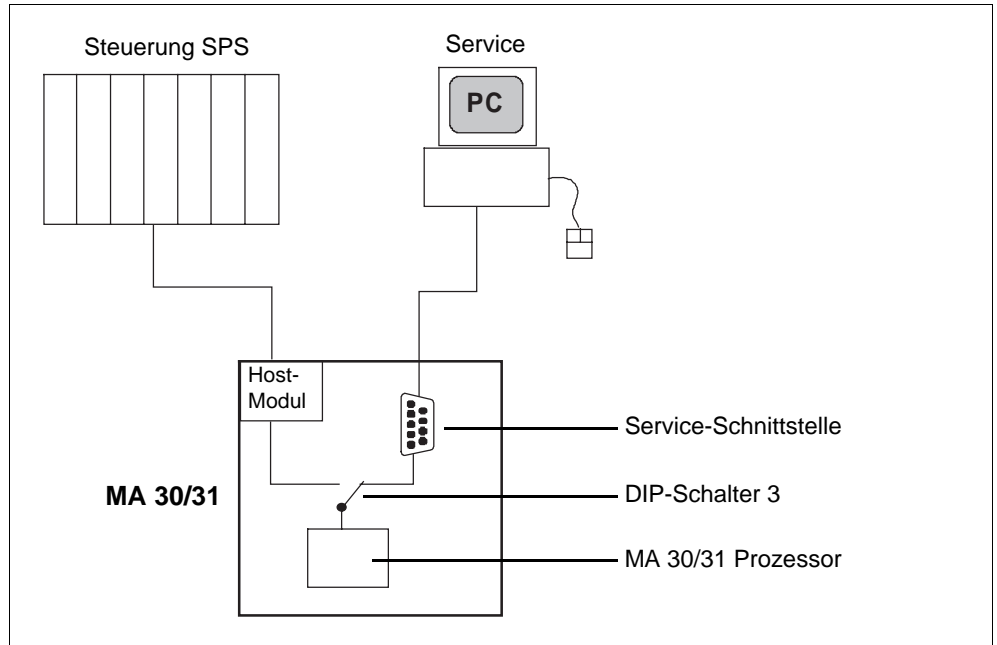 Steuerung SPS
Service
PC
Host-
Modul
Service-Schnittstelle
MA 30/31
DIP-Schalter 3
MA 30/31 Prozessor